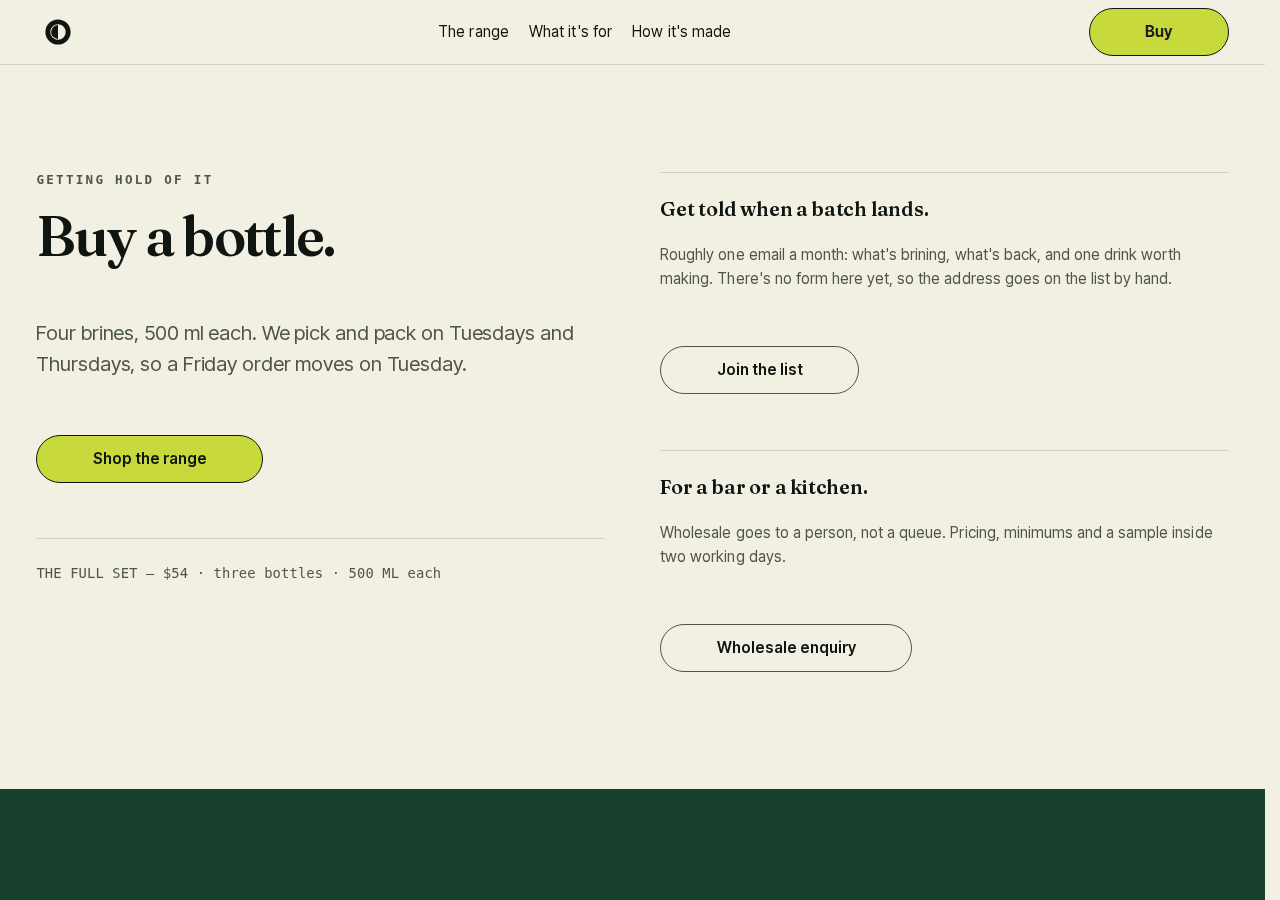 The range
What it's for
How it's made
Buy
GETTING HOLD OF IT
Buy a bottle.
Four brines, 500 ml each. We pick and pack on Tuesdays and
Thursdays, so a Friday order moves on Tuesday.
Shop the range
THE FULL SET — $54 · three bottles · 500 ML each
Get told when a batch lands.
Roughly one email a month: what's brining, what's back, and one drink worth
making. There's no form here yet, so the address goes on the list by hand.
Join the list
For a bar or a kitchen.
Wholesale goes to a person, not a queue. Pricing, minimums and a sample inside
two working days.
Wholesale enquiry